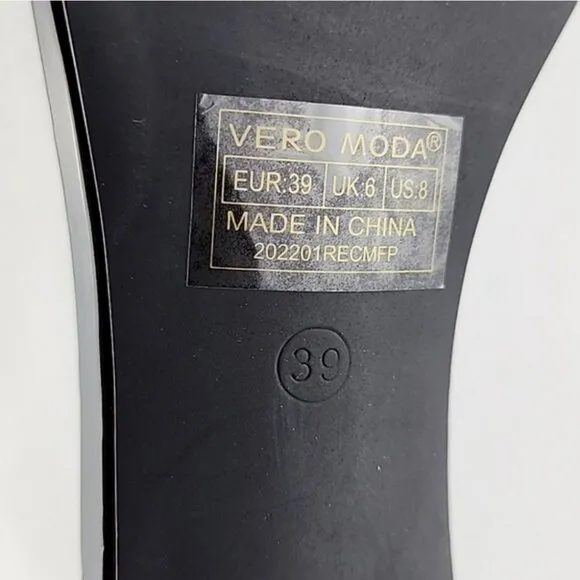 VERO MODA®
EUR:39 UK:6 US:8
MADE IN CHINA
202201RECMFP
39